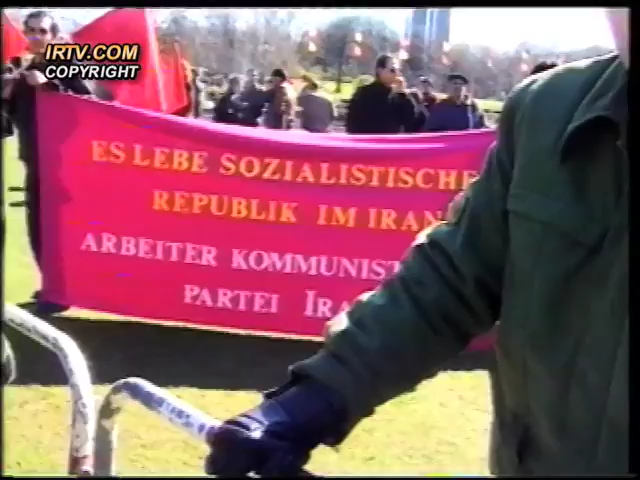 IRTV.COM
COPYRIGHT
ES LEBE SOZIALISTISCHE
REPUBLIK IM IRAN
ARBEITER KOMMUNIST
PARTEI IRA